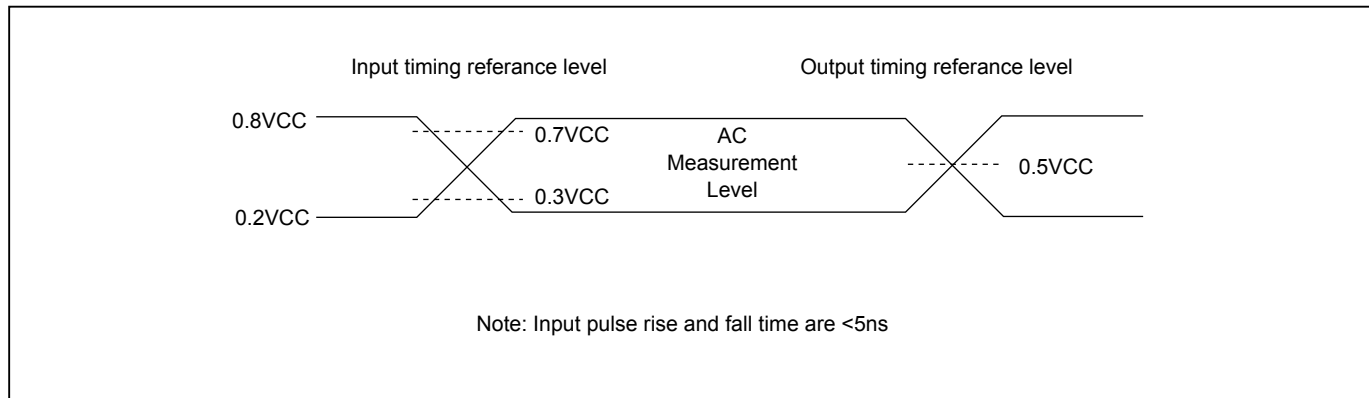 Input timing referance level
Output timing referance level
0.8VCC
0.7VCC
AC
Measurement
Level
0.5VCC
0.3VCC
0.2VCC
Note: Input pulse rise and fall time are <5ns